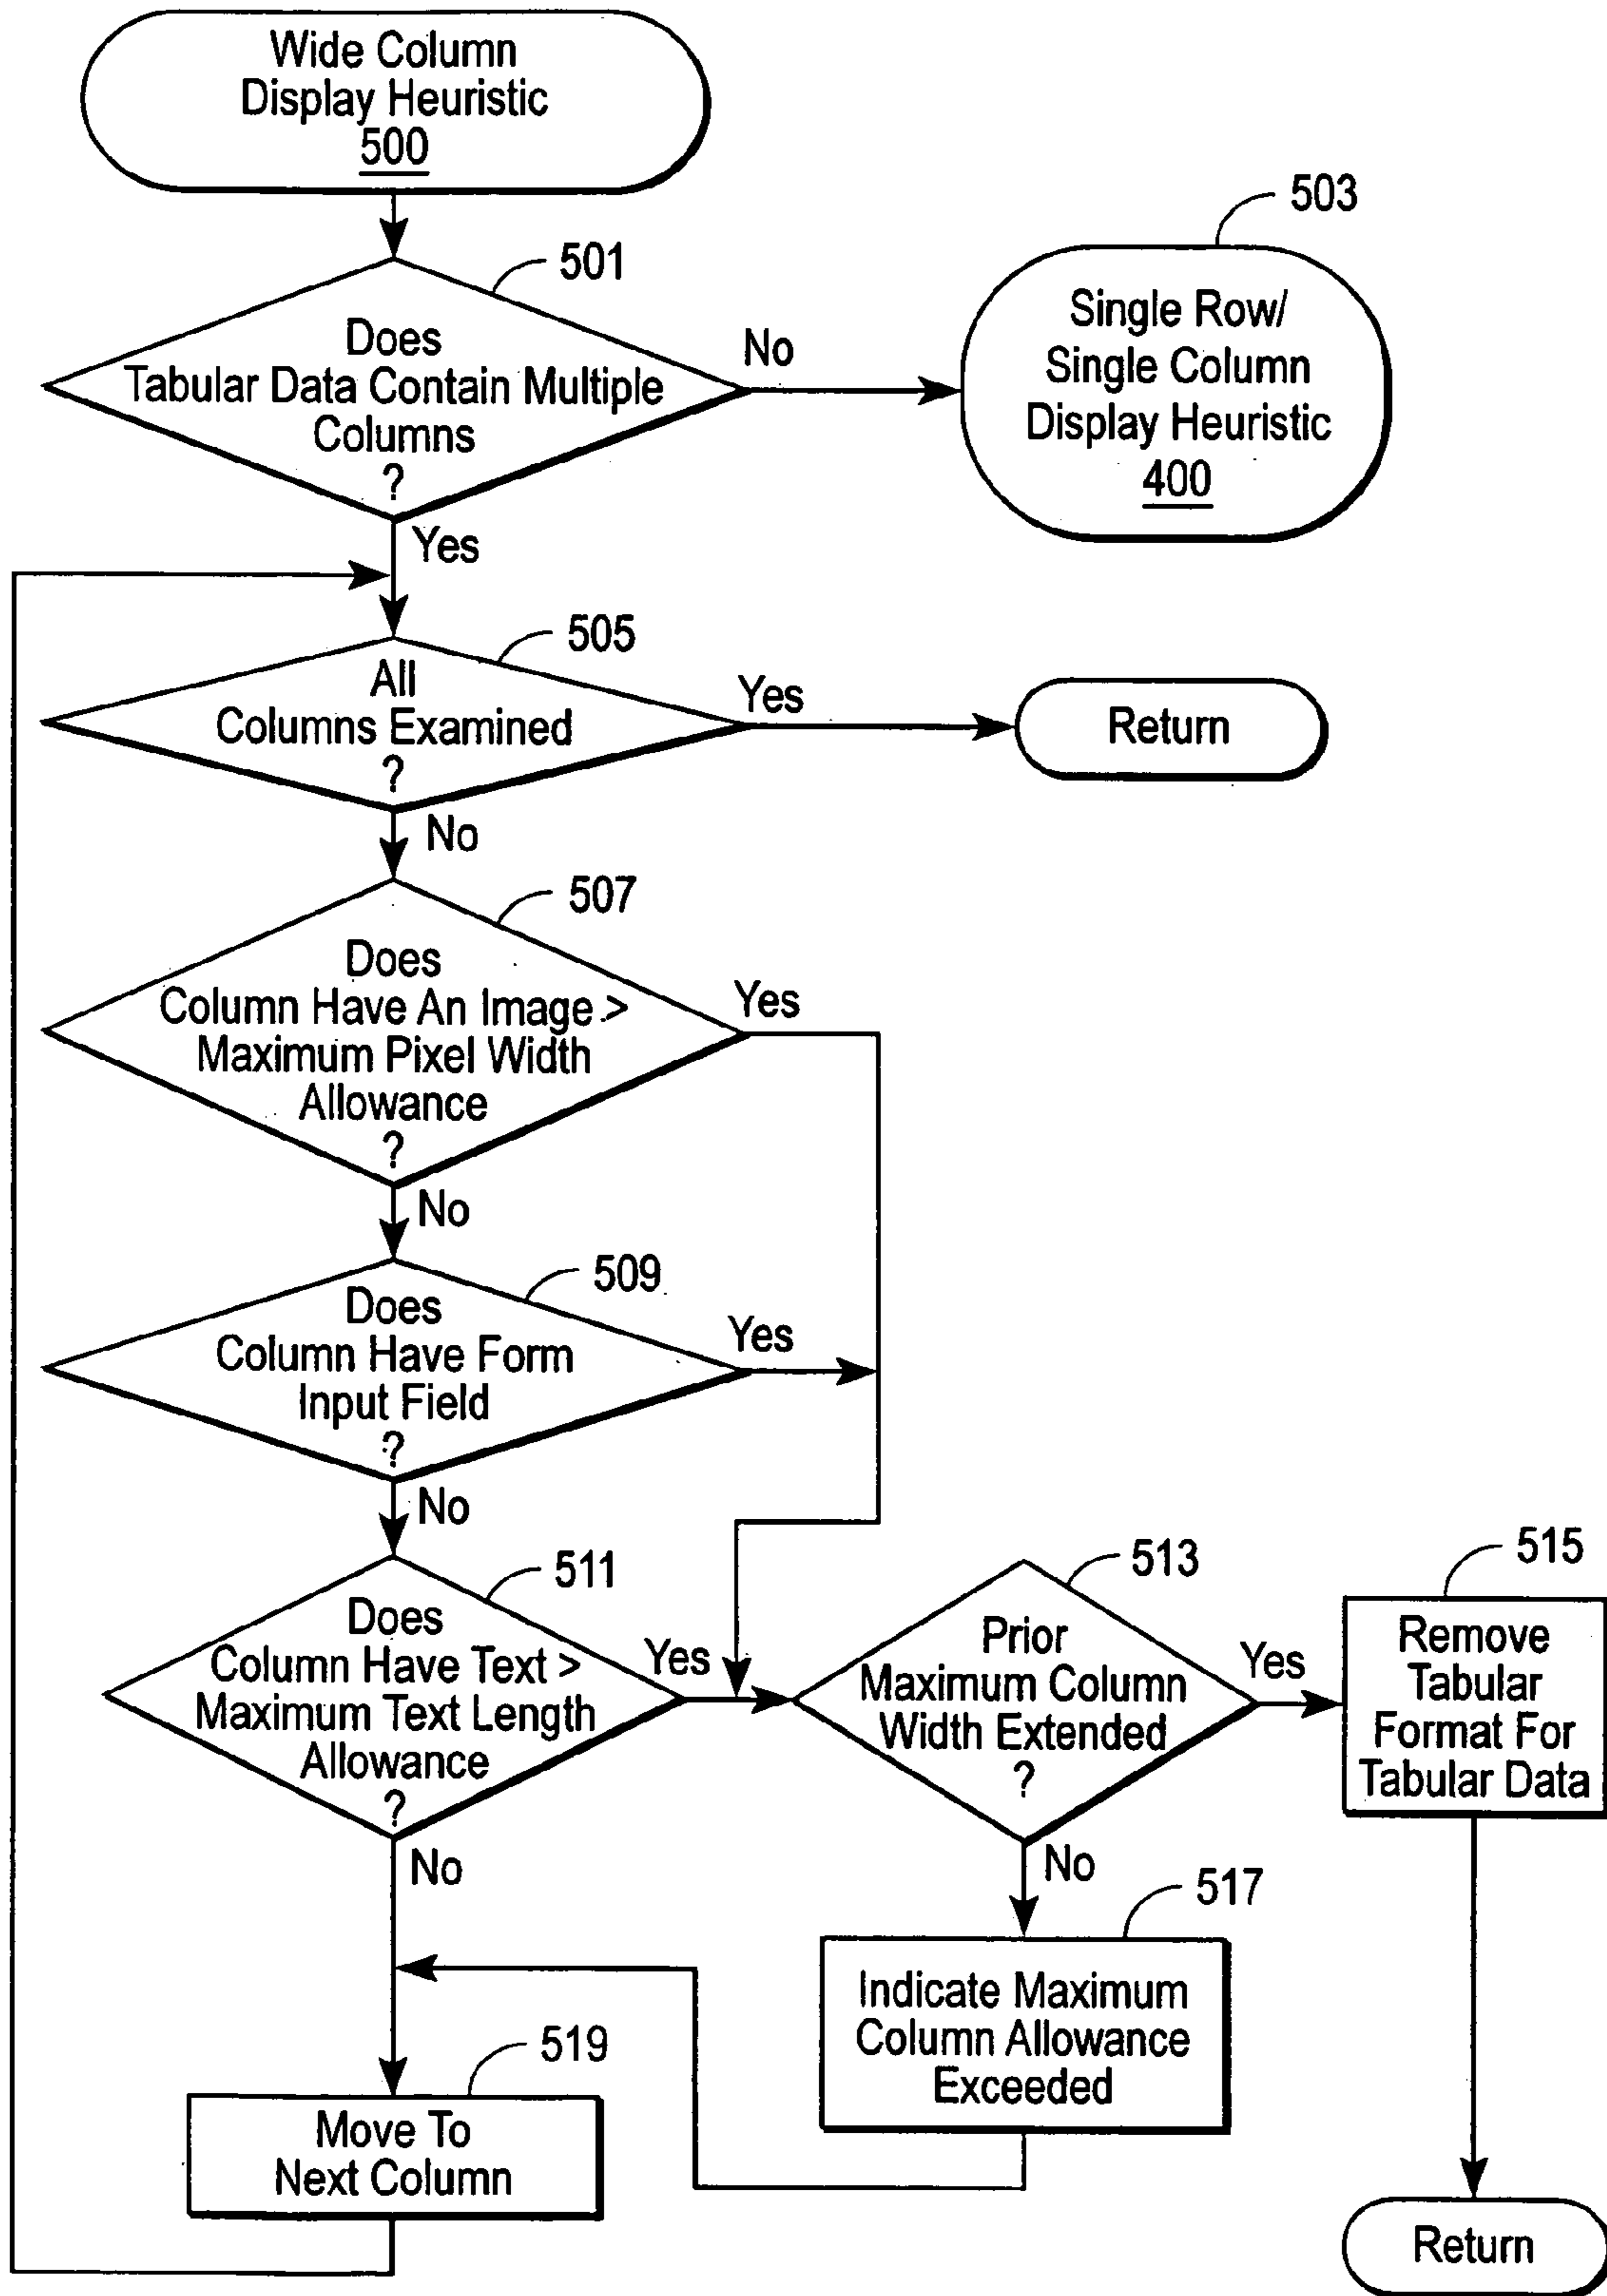 Wide Column
Display Heuristic
500
503
501
Single Row/
Single Column
Display Heuristic
400
Does
Tabular Data Contain Multiple
Columns
?
No
Yes
505
All
Columns Examined
?
Yes
Return
No
507
Does
Column Have An Image >
Maximum Pixel Width
Allowance
?
Yes
No
509
Does
Column Have Form
Input Field
?
Yes
No
511
Does
Column Have Text >
Maximum Text Length
Allowance
?
Yes
513
Prior
Maximum Column
Width Extended
?
Yes
515
Remove
Tabular
Format For
Tabular Data
No
No
517
Indicate Maximum
Column Allowance
Exceeded
519
Move To
Next Column
Return